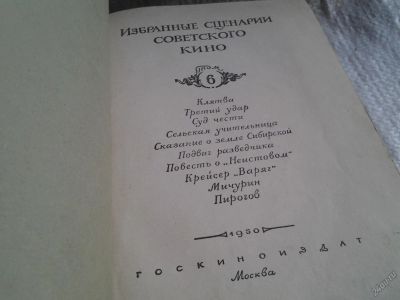 ИЗБРАННЫЕ СЦЕНАРИИ
СОВЕТСКОГО
КИНО
ТОМ
6
Клятва
Третий удар
Суд чести
Сельская учительница
Сказание о земле Сибирской
Подвиг разведчика
Повесть о „Неистовом"
Крейсер „Варяг"
Мичурин
Пирогов
1950
ГОСКИНОИЗДАТ
Москва